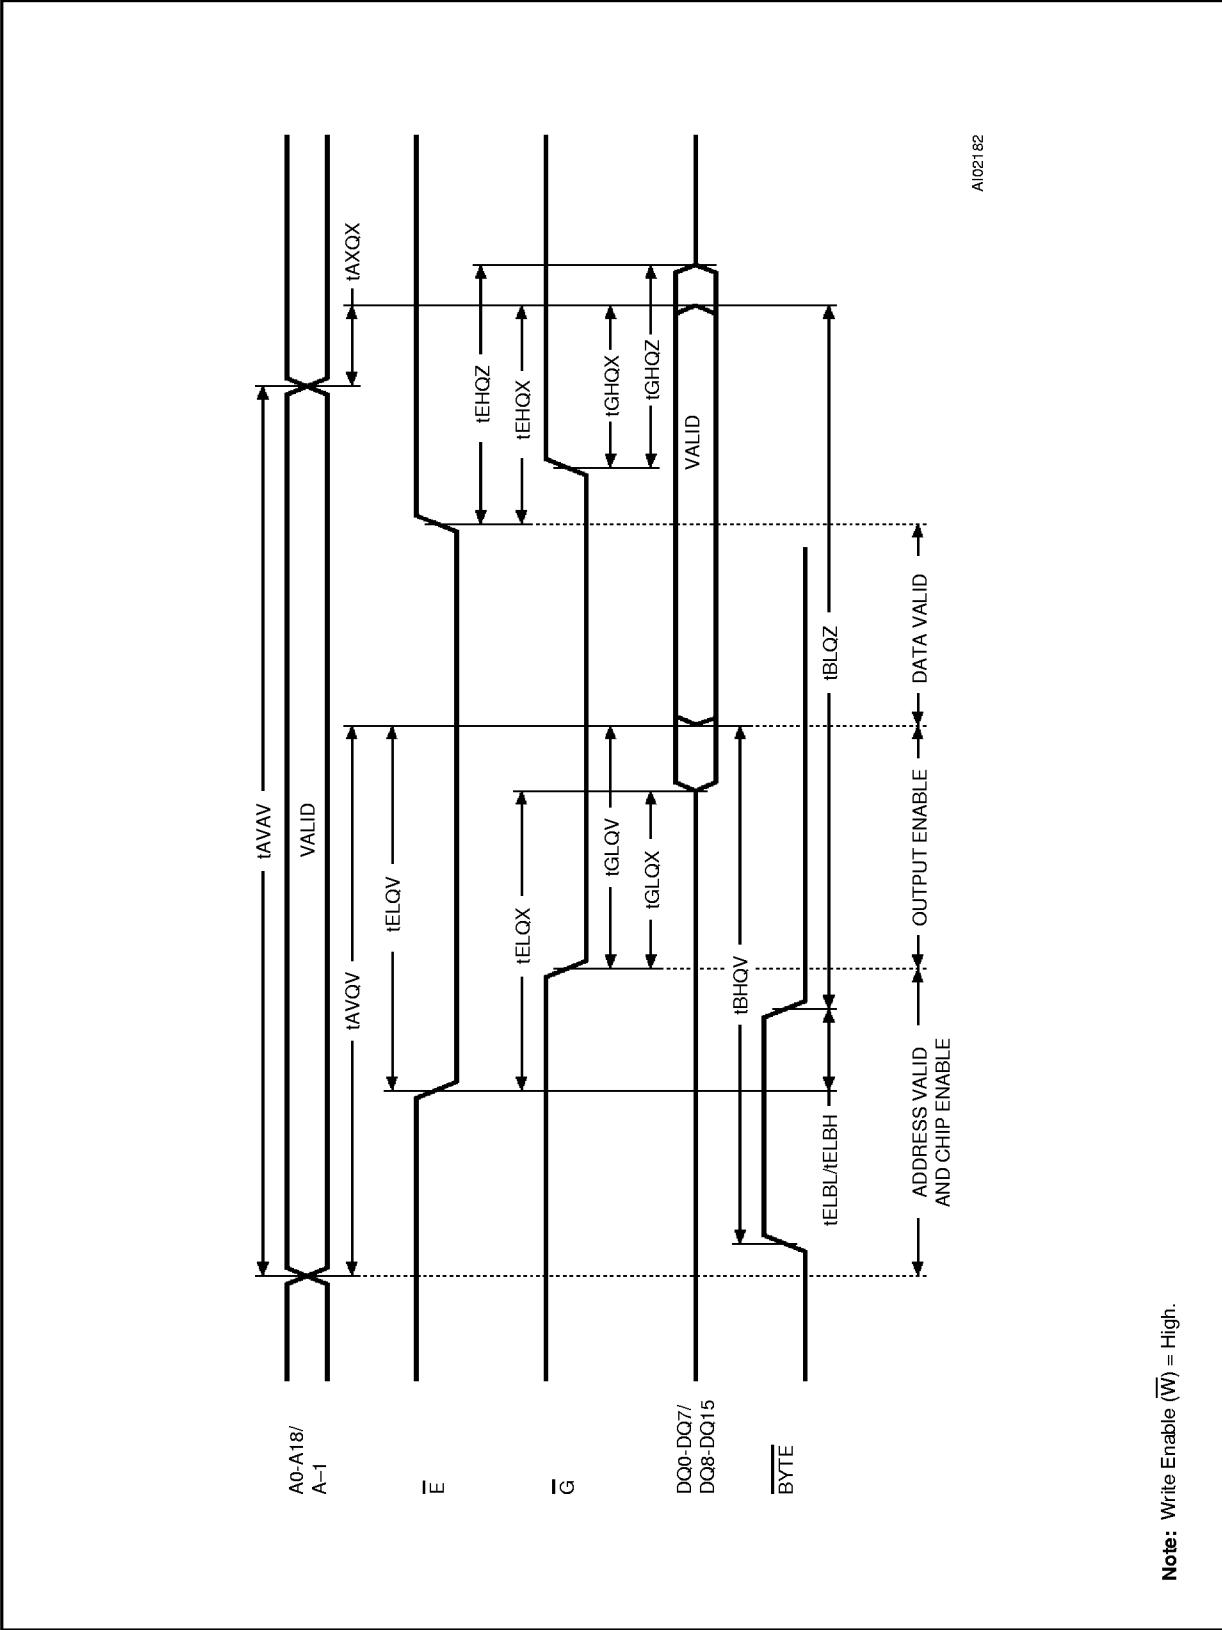 A0-A18/
A–1
tAVAV
VALID
tAVQV
tAXQX
E
tELQV
tEHQZ
tELQX
tEHQX
G
tGLQV
tGHQX
tGLQX
tGHQZ
DQ0-DQ7/
DQ8-DQ15
VALID
tBHQV
BYTE
tELBL/tELBH
tBLQZ
ADDRESS VALID
AND CHIP ENABLE
OUTPUT ENABLE
DATA VALID
AI02182
Note: Write Enable (W) = High.